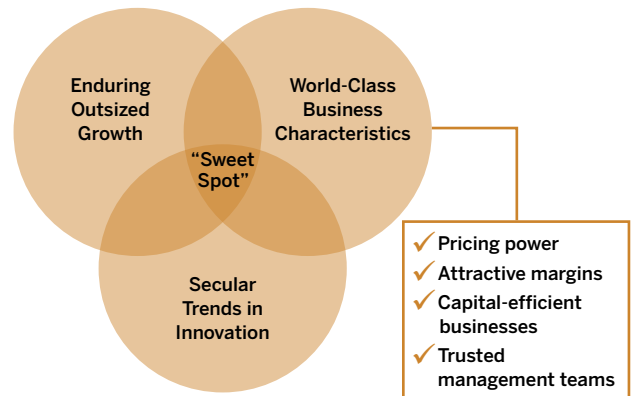 Enduring
Outsized
Growth
World-Class
Business
Characteristics
“Sweet
Spot”
Secular
Trends in
Innovation
Pricing power
Attractive margins
Capital-efficient
businesses
Trusted
management teams